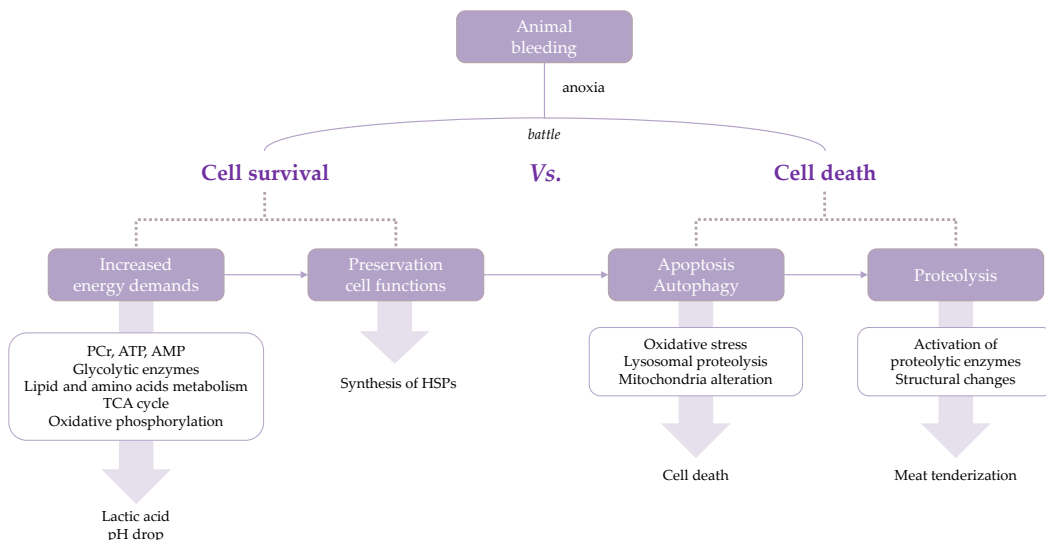 Animal
bleeding
anoxia
battle
Cell survival
Vs.
Cell death
Increased
energy demands
Preservation
cell functions
Apoptosis
Autophagy
Proteolysis
PCr, ATP, AMP
Glycolytic enzymes
Lipid and amino acids metabolism
TCA cycle
Oxidative phosphorylation
Synthesis of HSPs
Oxidative stress
Lysosomal proteolysis
Mitochondria alteration
Activation of
proteolytic enzymes
Structural changes
Lactic acid
pH drop
Cell death
Meat tenderization